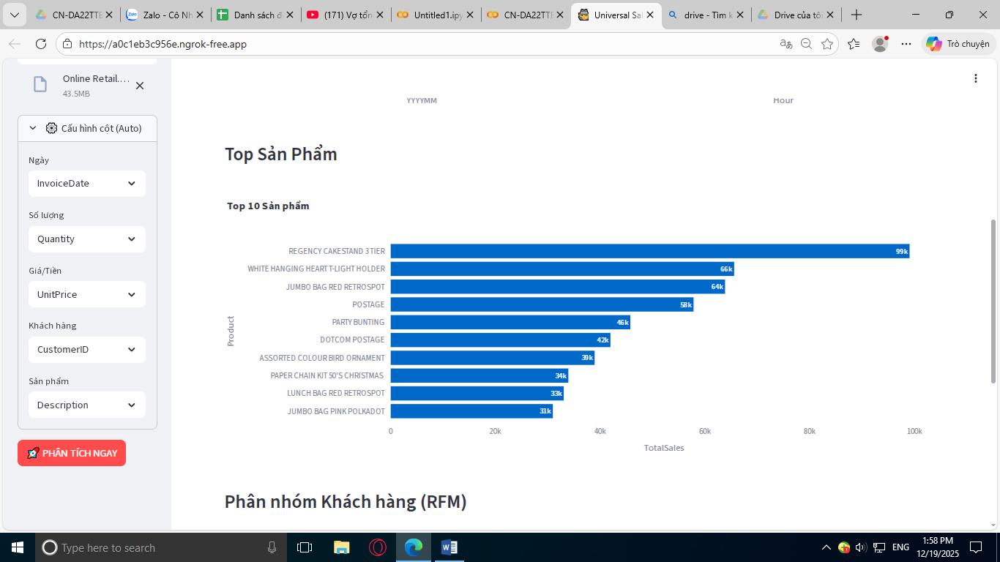 CN-DA22TTE
Zalo - Cô Nh
Danh sách đi
(171) Vợ tổn
Untitled1.ipy
CN-DA22TTE
Universal Sal
drive - Tìm k
Drive của tôi
https://a0c1eb3c956e.ngrok-free.app
Trò chuyện
Online Retail....
43.5MB
Cấu hình cột (Auto)
Ngày
InvoiceDate
Số lượng
Quantity
Giá/Tiền
UnitPrice
Khách hàng
CustomerID
Sản phẩm
Description
PHÂN TÍCH NGAY
YYYYMM
Hour
Top Sản Phẩm
Top 10 Sản phẩm
Product
REGENCY CAKESTAND 3 TIER 99k
WHITE HANGING HEART T-LIGHT HOLDER 66k
JUMBO BAG RED RETROSPOT 64k
POSTAGE 58k
PARTY BUNTING 46k
DOTCOM POSTAGE 42k
ASSORTED COLOUR BIRD ORNAMENT 39k
PAPER CHAIN KIT 50'S CHRISTMAS 34k
LUNCH BAG RED RETROSPOT 33k
JUMBO BAG PINK POLKADOT 31k
0 20k 40k 60k 80k 100k
TotalSales
Phân nhóm Khách hàng (RFM)
Type here to search
ENG
1:58 PM
12/19/2025